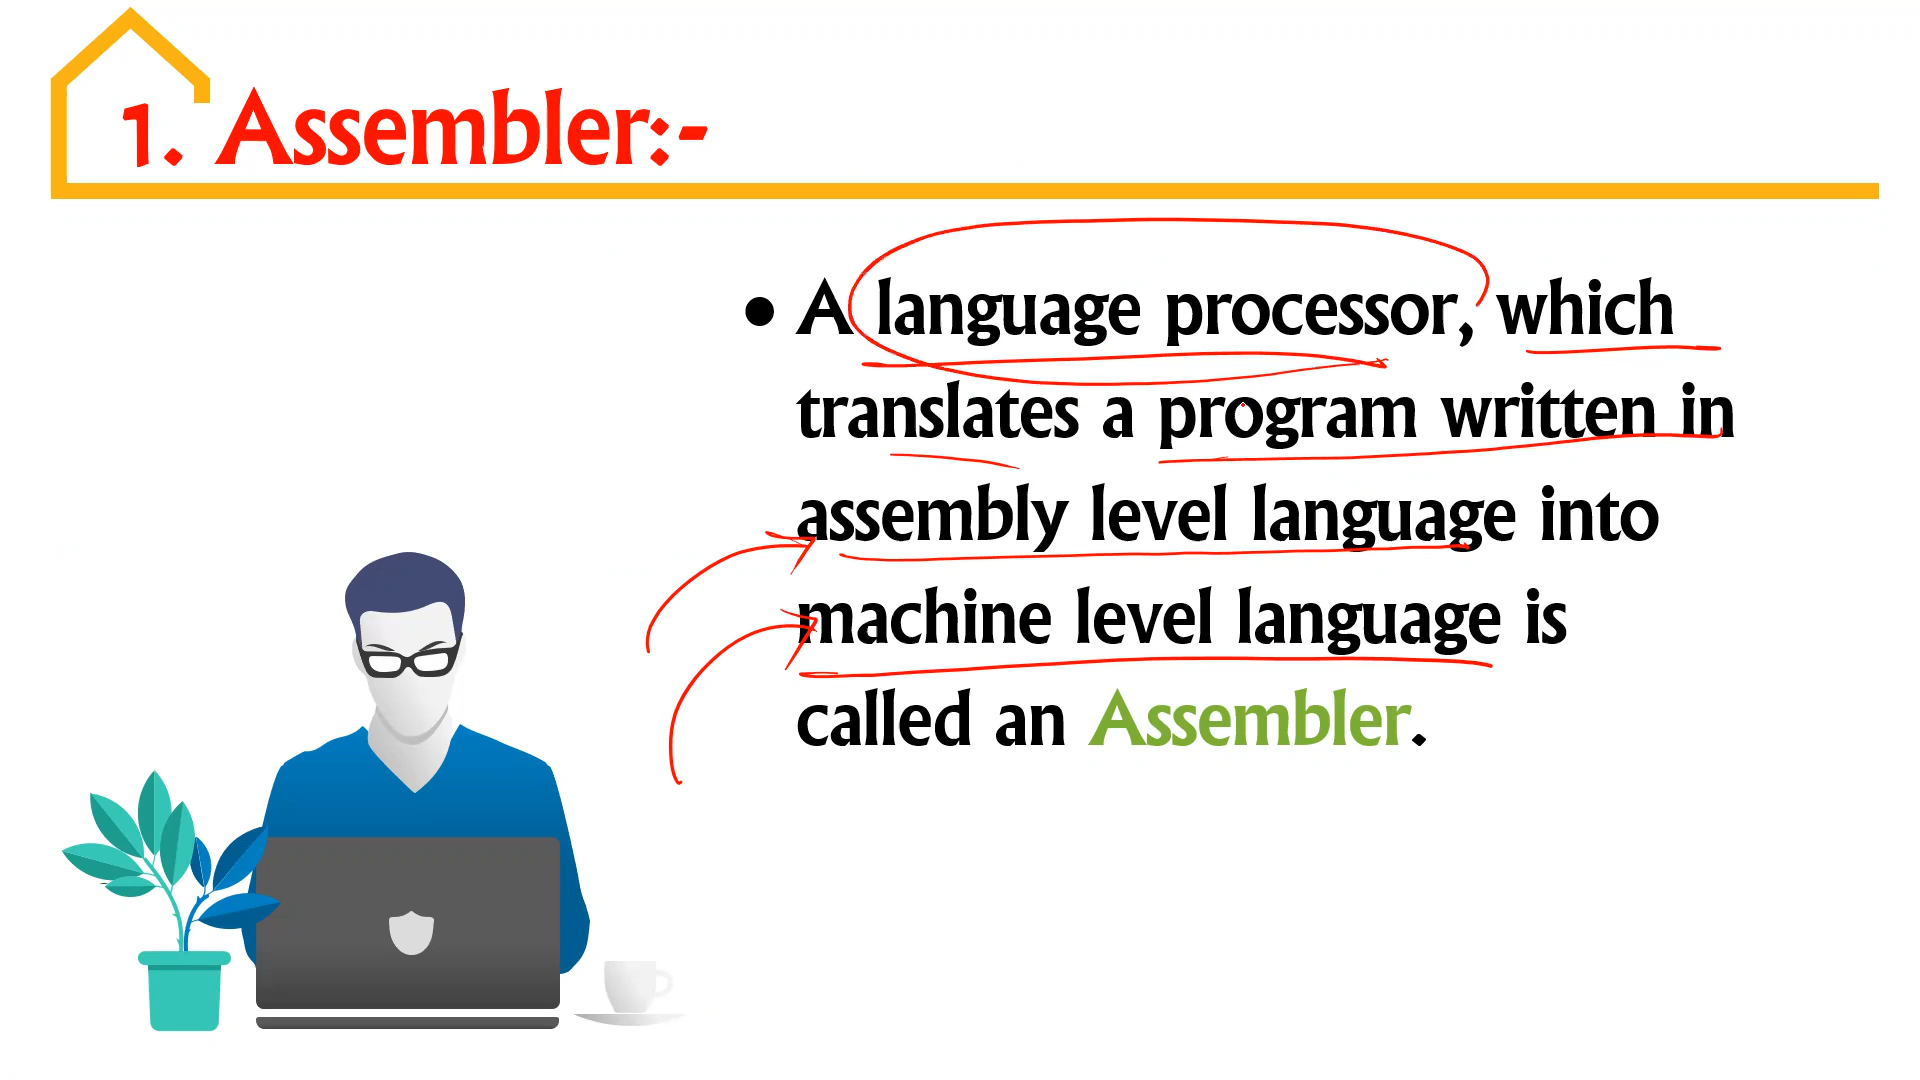 1. Assembler:-
• A language processor, which
translates a program written in
assembly level language into
machine level language is
called an Assembler.